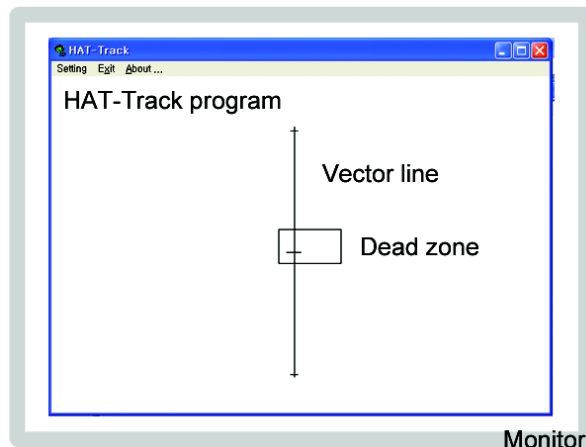 HAT-Track
Setting Exit About ...
HAT-Track program
Vector line
Dead zone
Monitor